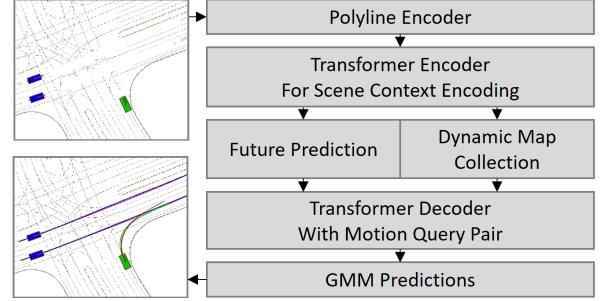 Polyline Encoder
Transformer Encoder
For Scene Context Encoding
Future Prediction
Dynamic Map
Collection
Transformer Decoder
With Motion Query Pair
GMM Predictions